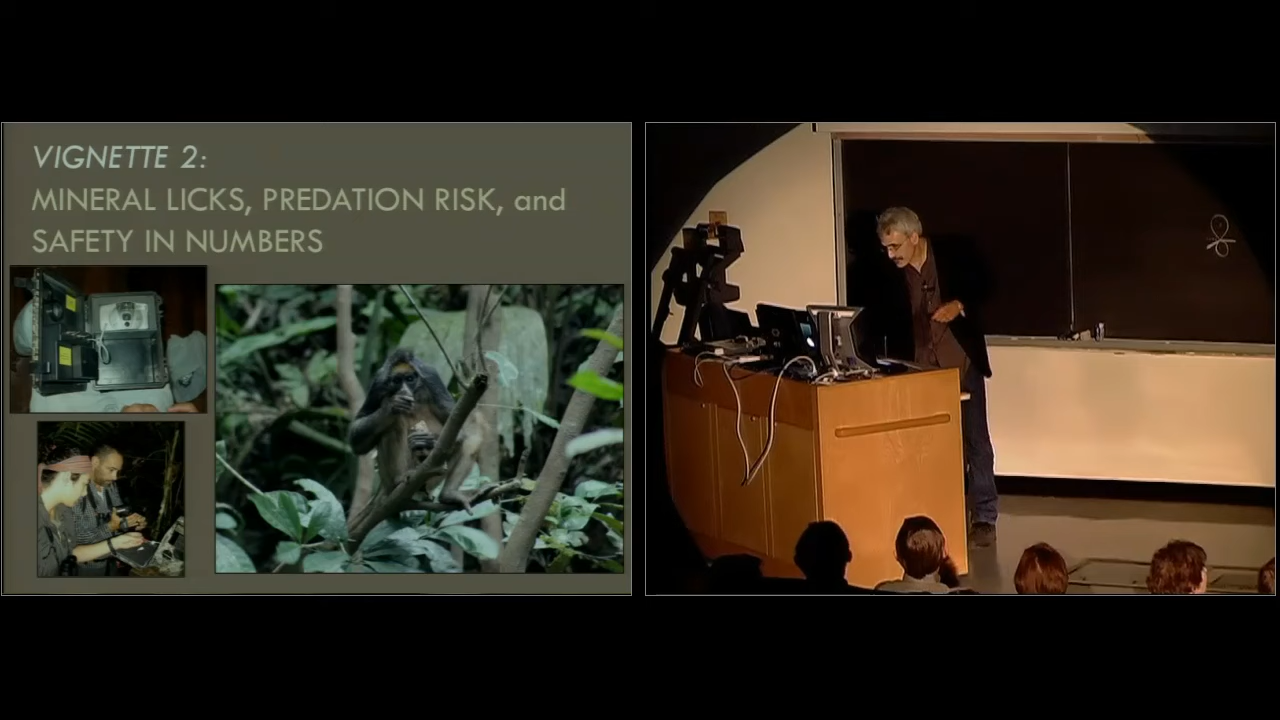 VIGNETTE 2:
MINERAL LICKS, PREDATION RISK, and
SAFETY IN NUMBERS